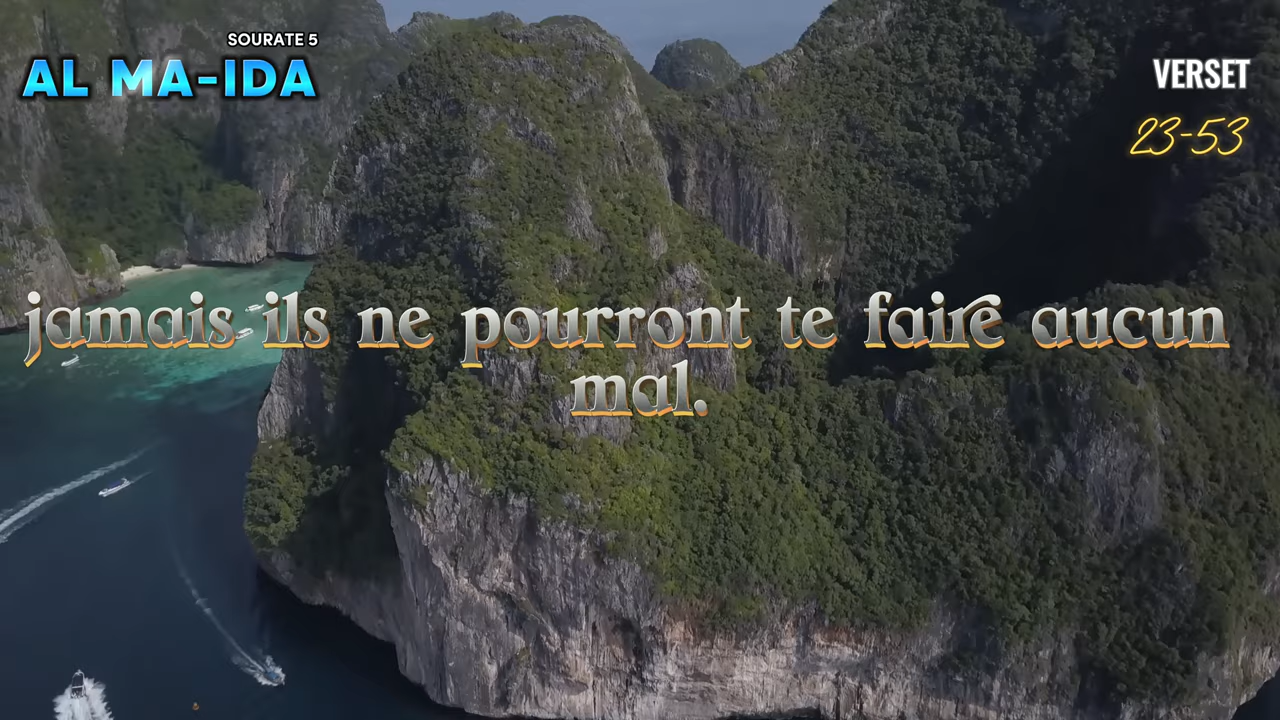 SOURATE 5
AL MA-IDA
VERSET
23-53
jamais ils ne pourront te faire aucun
mal.